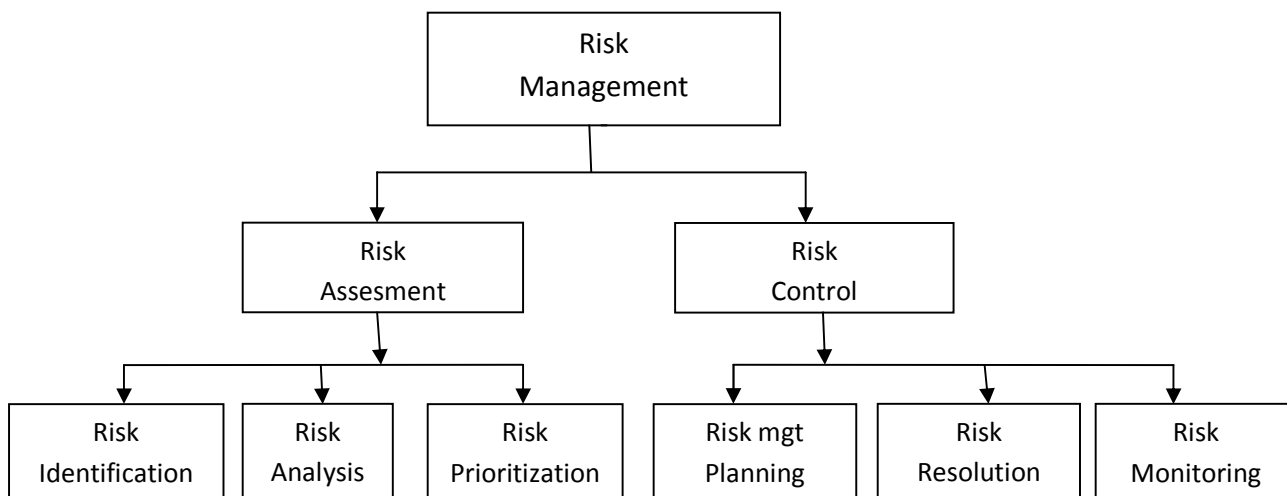 Risk
Management
Risk
Assesment
Risk
Control
Risk
Identification
Risk
Analysis
Risk
Prioritization
Risk mgt
Planning
Risk
Resolution
Risk
Monitoring